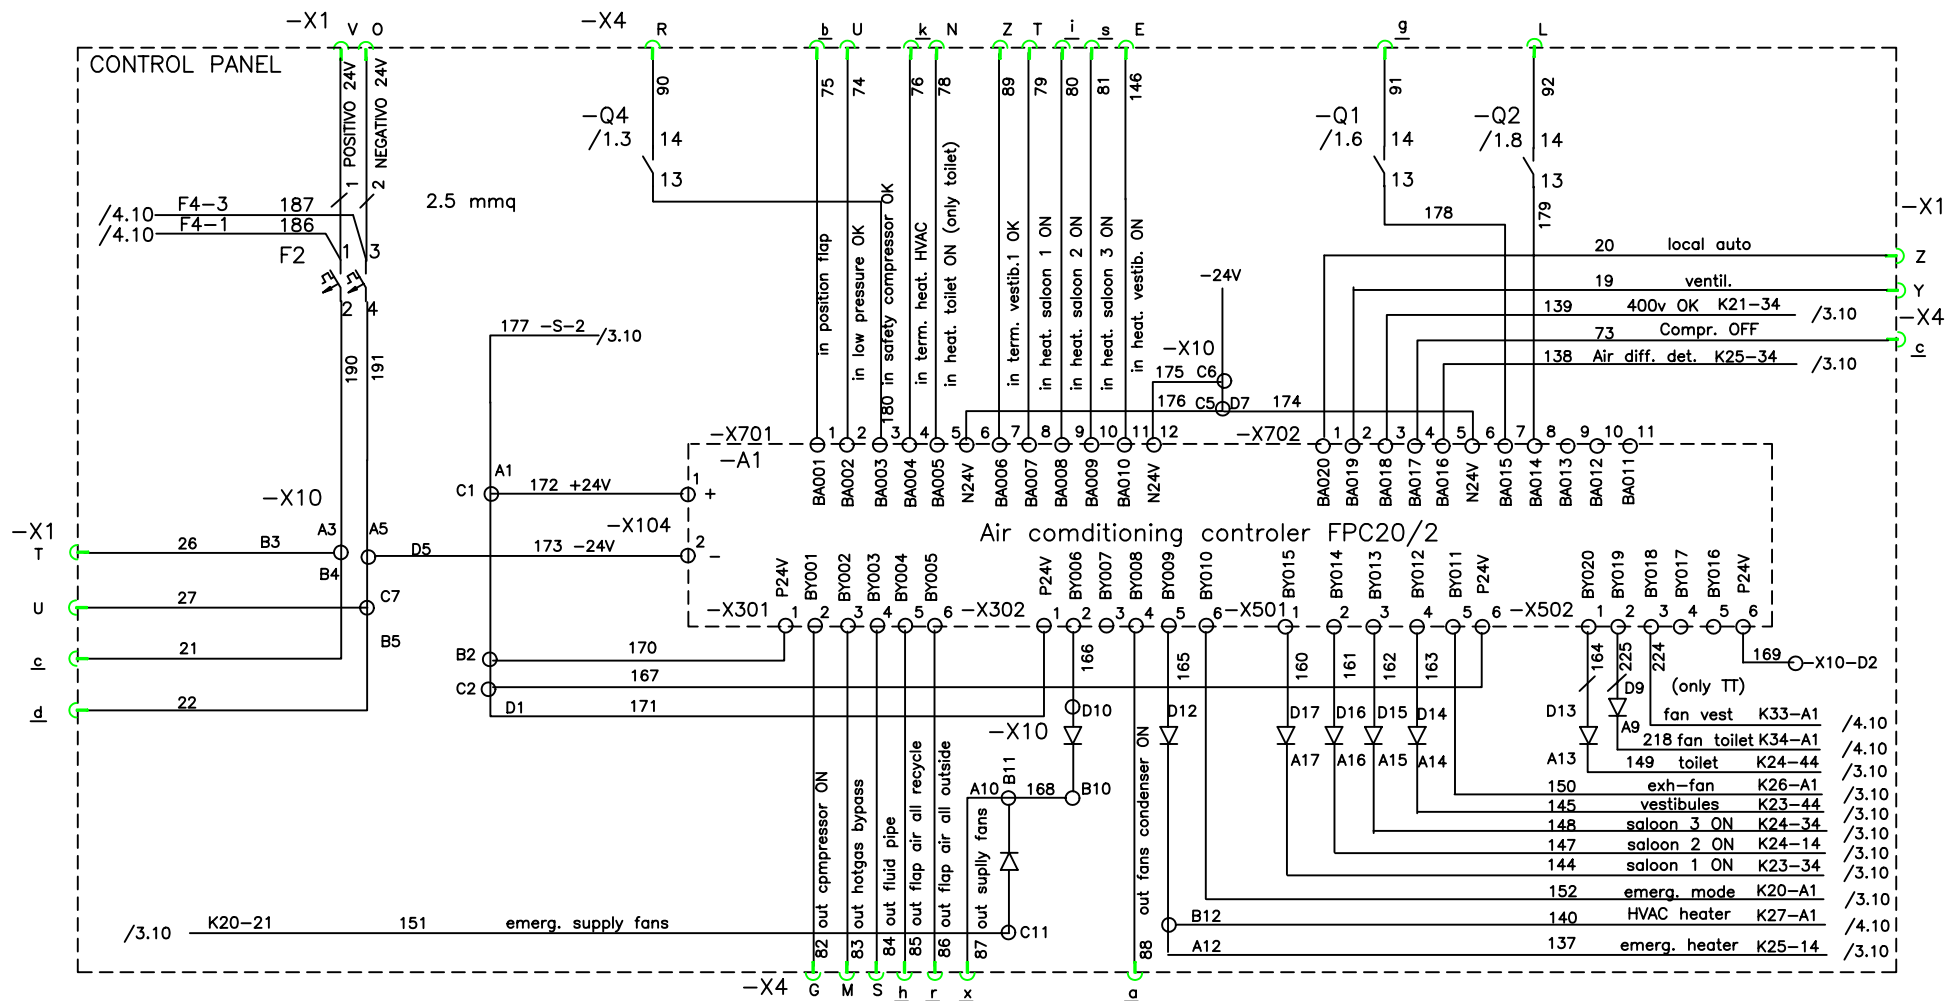 -X1 V O -X4 R b U k N Z T i s E g L
CONTROL PANEL
1 POSITIVO 24V
2 NEGATIVO 24V
90
75
74
76
78
89
79
80
81
146
91
92
-Q4
/1.3
14
13
-Q1
/1.6
14
13
-Q2
/1.8
14
13
178
179
2.5 mmq
/4.10 F4-3 187
/4.10 F4-1 186
F2
1 3
2 4
190
191
in position flap
in low pressure OK
180 in safety compressor OK
in term. heat. HVAC
in heat. toilet ON (only toilet)
in term. vestib.1 OK
in heat. saloon 1 ON
in heat. saloon 2 ON
in heat. saloon 3 ON
in heat. vestib. ON
-24V
-X10
175 C6
176 C5 D7 174
-X1
20 local auto Z
19 ventil. Y
139 400v OK K21-34 /3.10
-X4
73 Compr. OFF c
138 Air diff. det. K25-34 /3.10
177 -S-2 /3.10
-X701 1 2 3 4 5 6 7 8 9 10 11 12
-X702 1 2 3 4 5 6 7 8 9 10 11
-A1
BA001
BA002
BA003
BA004
BA005
N24V
BA006
BA007
BA008
BA009
BA010
N24V
BA020
BA019
BA018
BA017
BA016
N24V
BA015
BA014
BA013
BA012
BA011
A1
C1 172 +24V 1 +
-X10
-X104
Air comditioning controler FPC20/2
-X1
T 26 B3 A3 A5
B4
D5 173 -24V 2 -
U 27 C7
B5
c 21
d 22
P24V
BY001
BY002
BY003
BY004
BY005
P24V
BY006
BY007
BY008
BY009
BY010
BY015
BY014
BY013
BY012
BY011
P24V
BY020
BY019
BY018
BY017
BY016
P24V
-X301 1 2 3 4 5 6
-X302 1 2 3 4 5 6
-X501 1 2 3 4 5 6
-X502 1 2 3 4 5 6
B2 170
C2 167
D1 171
166
165
160
161
162
163
164
225
224
169 -X10-D2
(only TT)
-X10
D10
D12
D17
D16
D15
D14
D13
D9
A9
A17
A16
A15
A14
A13
fan vest K33-A1 /4.10
218 fan toilet K34-A1 /4.10
149 toilet K24-44 /3.10
150 exh-fan K26-A1 /3.10
145 vestibules K23-44 /3.10
148 saloon 3 ON K24-34 /3.10
147 saloon 2 ON K24-14 /3.10
144 saloon 1 ON K23-34 /3.10
152 emerg. mode K20-A1 /3.10
B12 140 HVAC heater K27-A1 /4.10
A12 137 emerg. heater K25-14 /3.10
A10 B11 168 B10
C11
/3.10 K20-21 151 emerg. supply fans
82 out cpmpressor ON
83 out hotgas bypass
84 out fluid pipe
85 out flap air all recycle
86 out flap air all outside
87 out suplly fans
88 out fans condenser ON
-X4 G M S h r x a